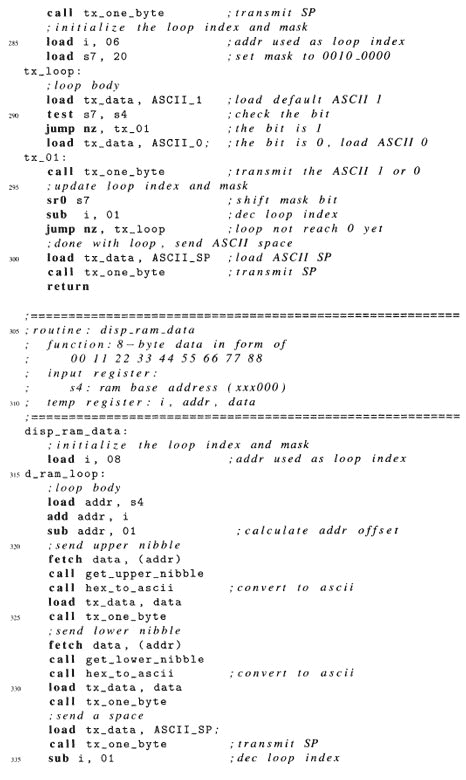 call tx_one_byte ;transmit SP
;initialize the loop index and mask
285 load i, 06 ;addr used as loop index
load s7, 20 ;set mask to 0010_0000
tx_loop:
;loop body
load tx_data, ASCII_1 ;load default ASCII 1
290 test s7, s4 ;check the bit
jump nz, tx_01 ;the bit is 1
load tx_data, ASCII_0; ;the bit is 0, load ASCII 0
tx_01:
call tx_one_byte ;transmit the ASCII 1 or 0
295 ;update loop index and mask
sr0 s7 ;shift mask bit
sub i, 01 ;dec loop index
jump nz, tx_loop ;loop not reach 0 yet
;done with loop, send ASCII space
300 load tx_data, ASCII_SP ;load ASCII SP
call tx_one_byte ;transmit SP
return
;=====================================================
305 ;routine: disp_ram_data
; function: 8-byte data in form of
; 00 11 22 33 44 55 66 77 88
; input register:
; s4: ram base address (xxx000)
310 ; temp register: i, addr, data
;=====================================================
disp_ram_data:
;initialize the loop index and mask
load i, 08 ;addr used as loop index
315 d_ram_loop:
;loop body
load addr, s4
add addr, i
sub addr, 01 ;calculate addr offset
320 ;send upper nibble
fetch data, (addr)
call get_upper_nibble
call hex_to_ascii ;convert to ascii
load tx_data, data
325 call tx_one_byte
;send lower nibble
fetch data, (addr)
call get_lower_nibble
call hex_to_ascii ;convert to ascii
330 load tx_data, data
call tx_one_byte
;send a space
load tx_data, ASCII_SP;
call tx_one_byte ;transmit SP
335 sub i, 01 ;dec loop index